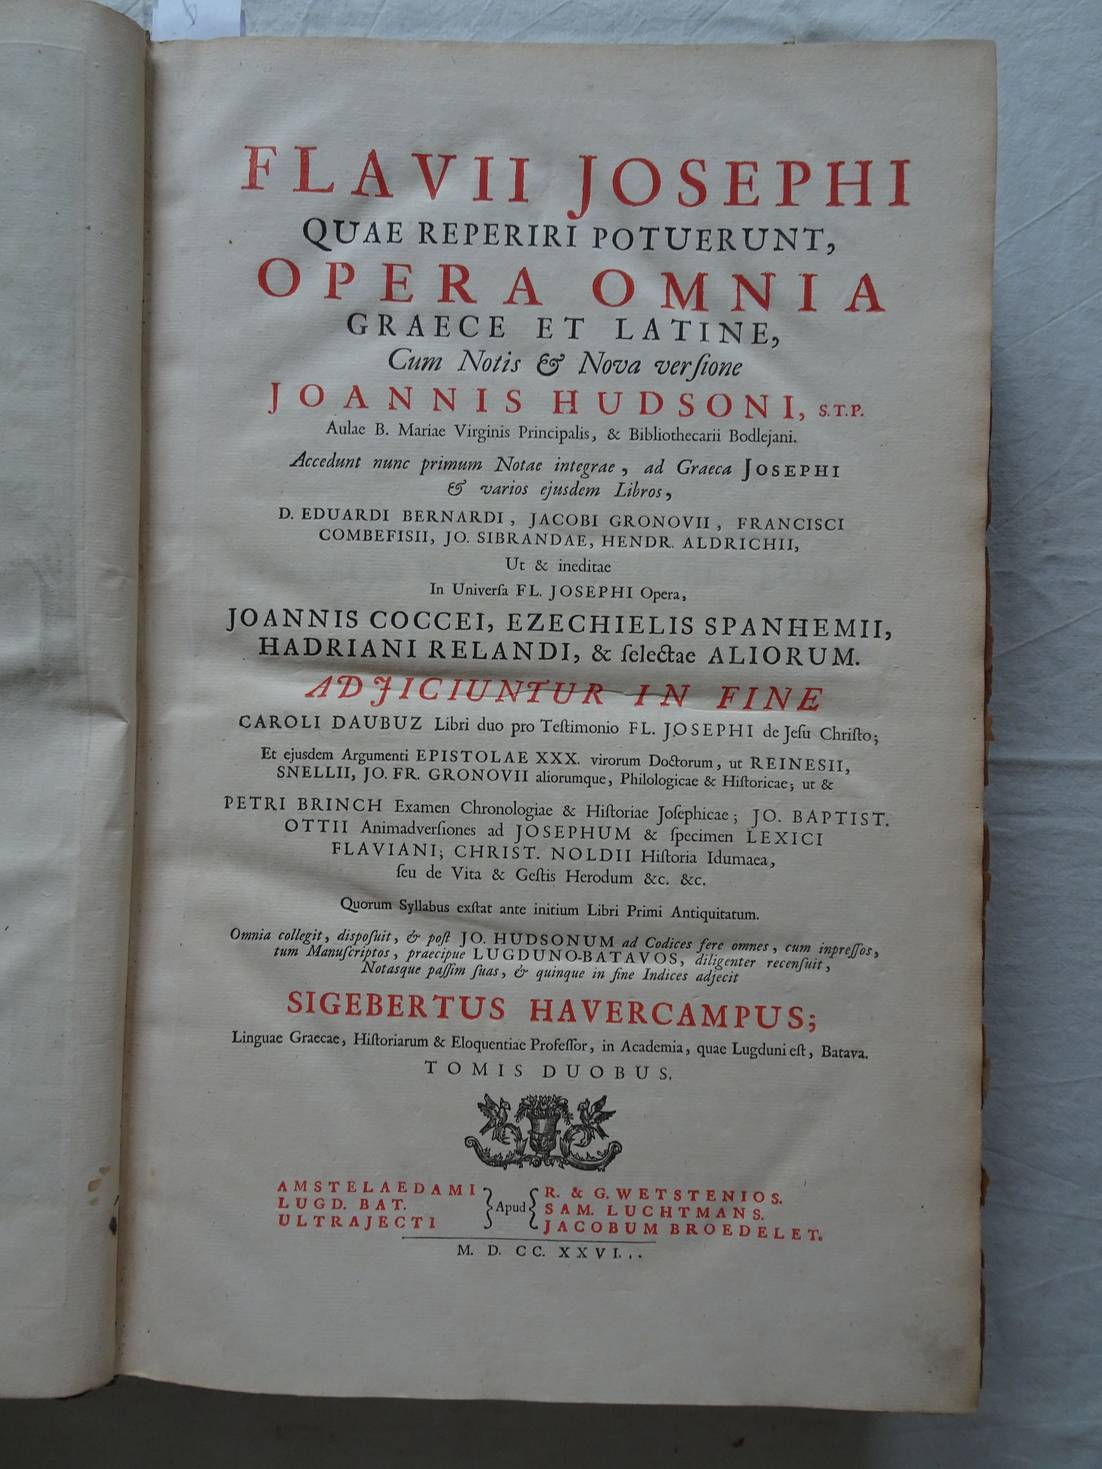 8
FLAVII JOSEPHI
QUAE REPERIRI POTUERUNT,
OPERA OMNIA
GRAECE ET LATINE,
Cum Notis & Nova verſione
JOANNIS HUDSONI, S.T.P.
Aulae B. Mariae Virginis Principalis, & Bibliothecarii Bodlejani.
Accedunt nunc primum Notae integrae, ad Graeca JOSEPHI
& varios ejusdem Libros,
D. EDUARDI BERNARDI, JACOBI GRONOVII, FRANCISCI
COMBEFISII, JO. SIBRANDAE, HENDR. ALDRICHII,
Ut & ineditae
In Univerſa FL. JOSEPHI Opera,
JOANNIS COCCEI, EZECHIELIS SPANHEMII,
HADRIANI RELANDI, & ſelectae ALIORUM.
ADJICIUNTUR IN FINE
CAROLI DAUBUZ Libri duo pro Teſtimonio FL. JOSEPHI de Jeſu Chriſto;
Et ejusdem Argumenti EPISTOLAE XXX. virorum Doctorum, ut REINESII,
SNELLII, JO. FR. GRONOVII aliorumque, Philologicae & Hiſtoricae; ut &
PETRI BRINCH Examen Chronologiae & Hiſtoriae Joſephicae; JO. BAPTIST.
OTTII Animadverſiones ad JOSEPHUM & ſpecimen LEXICI
FLAVIANI; CHRIST. NOLDII Hiſtoria Idumaea,
ſeu de Vita & Geſtis Herodum &c. &c.
Quorum Syllabus exſtat ante initium Libri Primi Antiquitatum.
Omnia collegit, dispoſuit, & poſt JO. HUDSONUM ad Codices fere omnes, cum inpreſſos,
tum Manuſcriptos, praecipue LUGDUNO-BATAVOS, diligenter recenſuit,
Notasque paſſim ſuas, & quinque in fine Indices adjecit
SIGEBERTUS HAVERCAMPUS;
Linguae Graecae, Hiſtoriarum & Eloquentiae Profeſſor, in Academia, quae Lugduni eſt, Batava.
TOMIS DUOBUS.
AMSTELAEDAMI R. & G. WETSTENIOS.
LUGD. BAT. Apud SAM. LUCHTMANS.
ULTRAJECTI JACOBUM BROEDELET.
M. D. CC. XXVI...